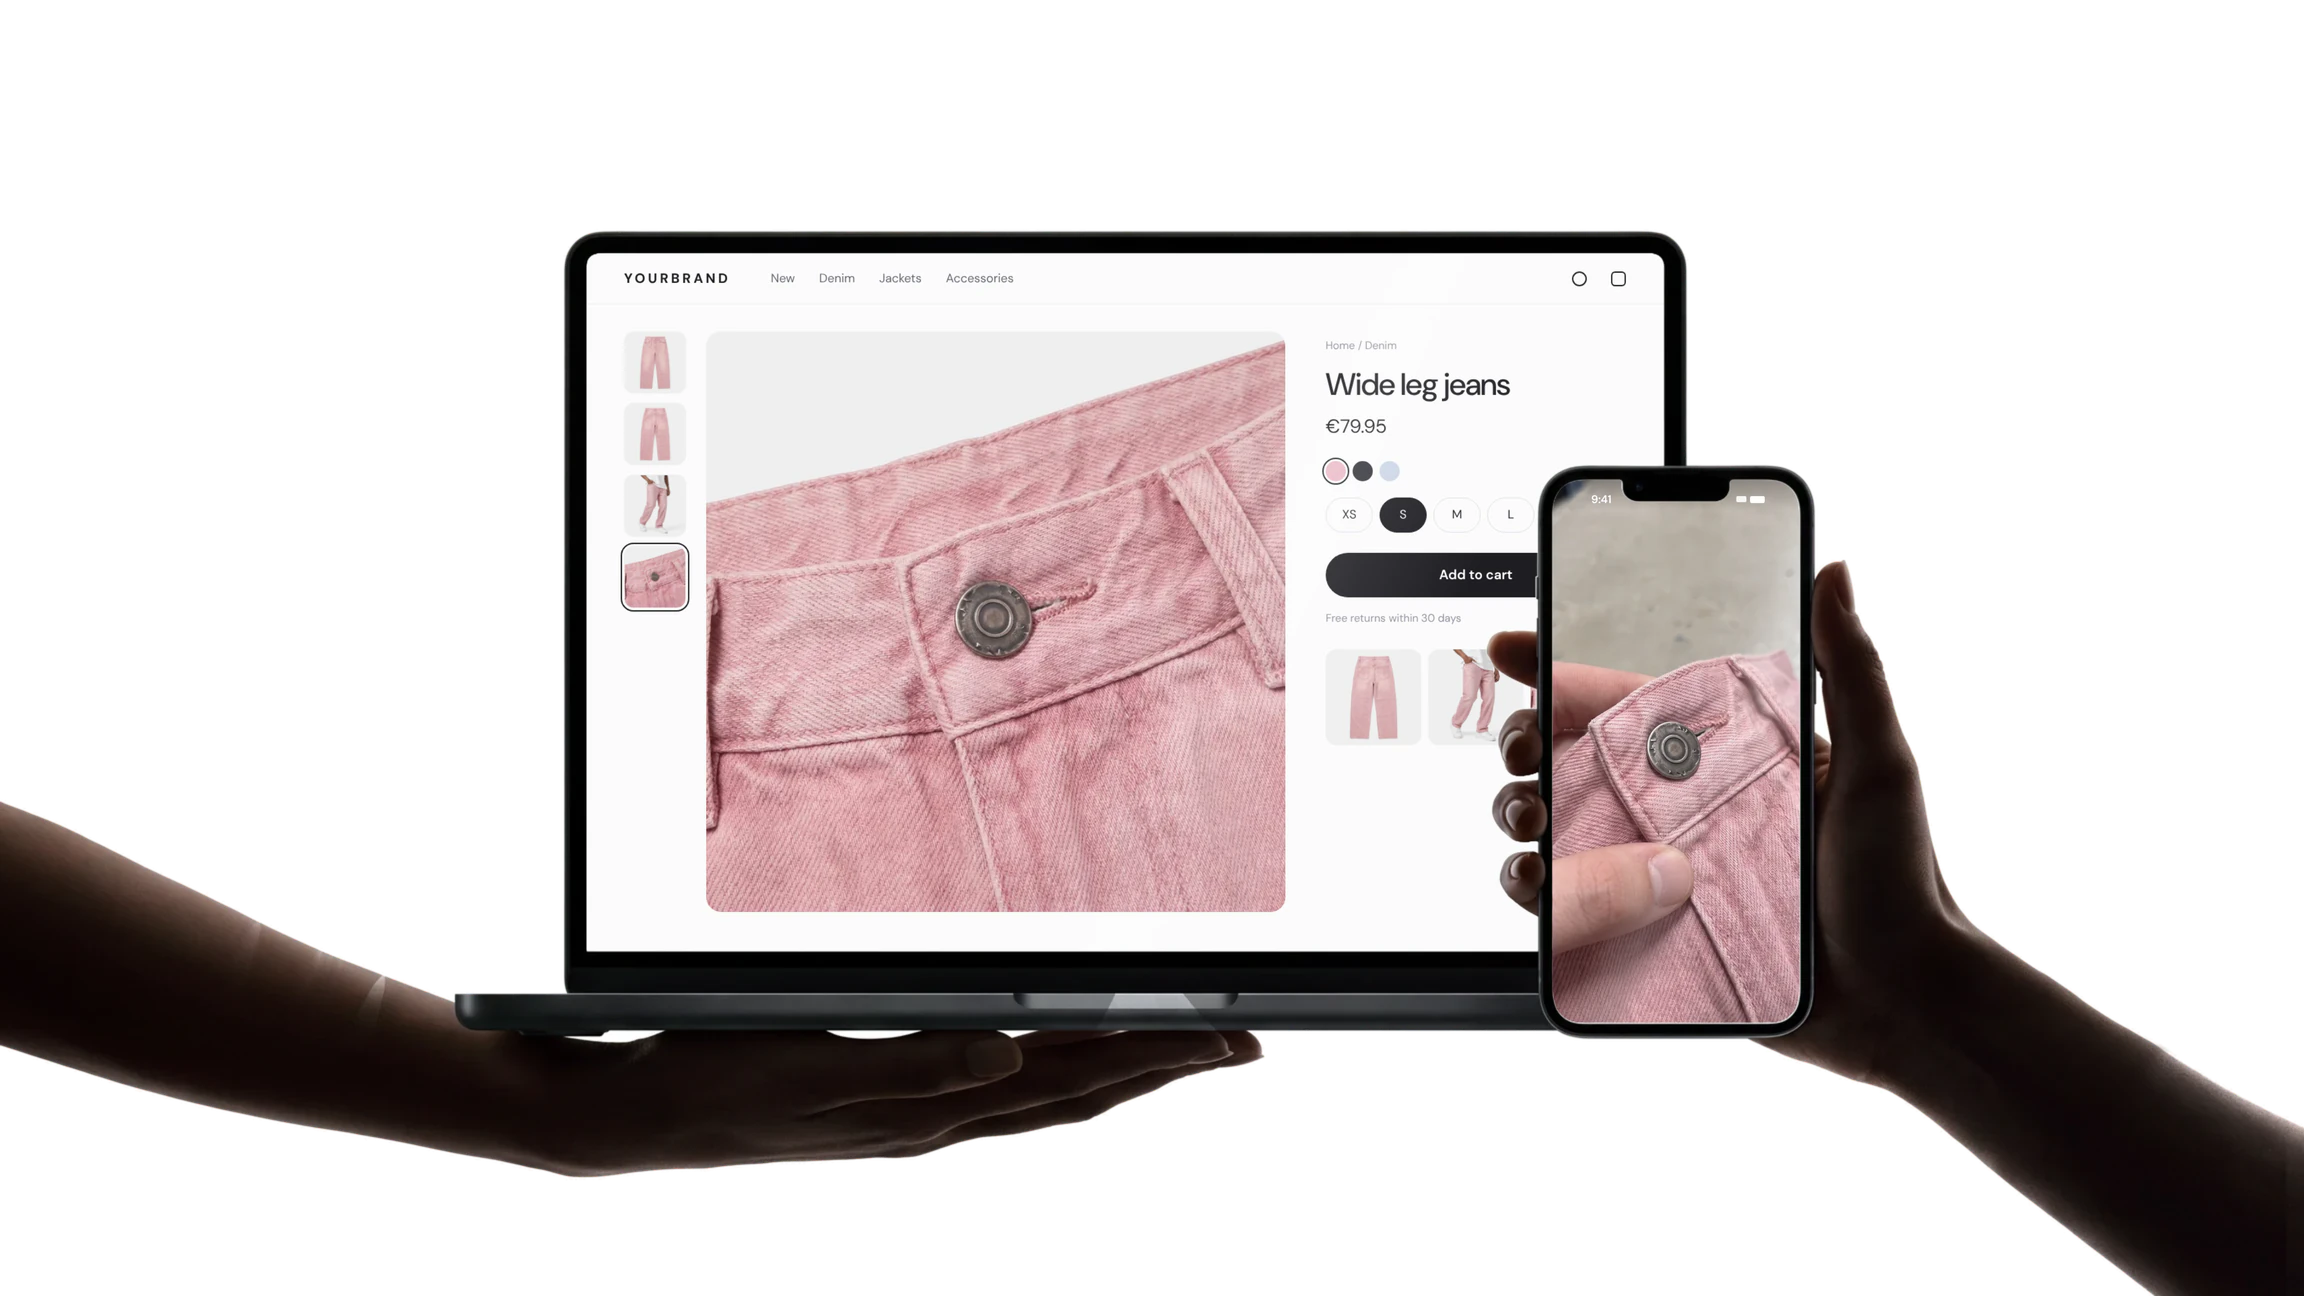 YOURBRAND New Denim Jackets Accessories
Home / Denim
Wide leg jeans
€79.95
XS S M L
Add to cart
Free returns within 30 days
9:41